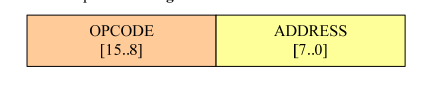 OPCODE
[15..8]
ADDRESS
[7..0]